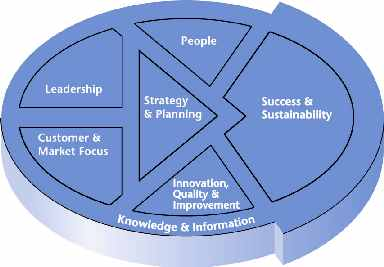 People
Leadership
Strategy
& Planning
Success &
Sustainability
Customer &
Market Focus
Innovation,
Quality &
Improvement
Knowledge & Information